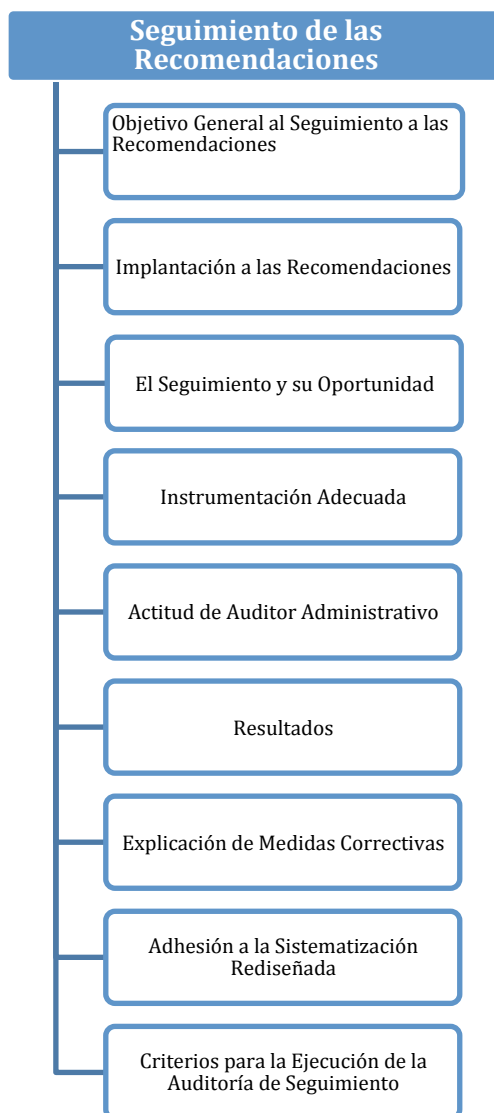 Seguimiento de las
Recomendaciones
Objetivo General al Seguimiento a las
Recomendaciones
Implantación a las Recomendaciones
El Seguimiento y su Oportunidad
Instrumentación Adecuada
Actitud de Auditor Administrativo
Resultados
Explicación de Medidas Correctivas
Adhesión a la Sistematización
Rediseñada
Criterios para la Ejecución de la
Auditoría de Seguimiento